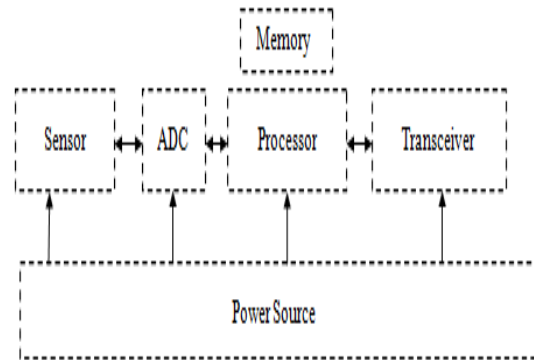 Memory
Sensor
ADC
Processor
Transceiver
Power Source